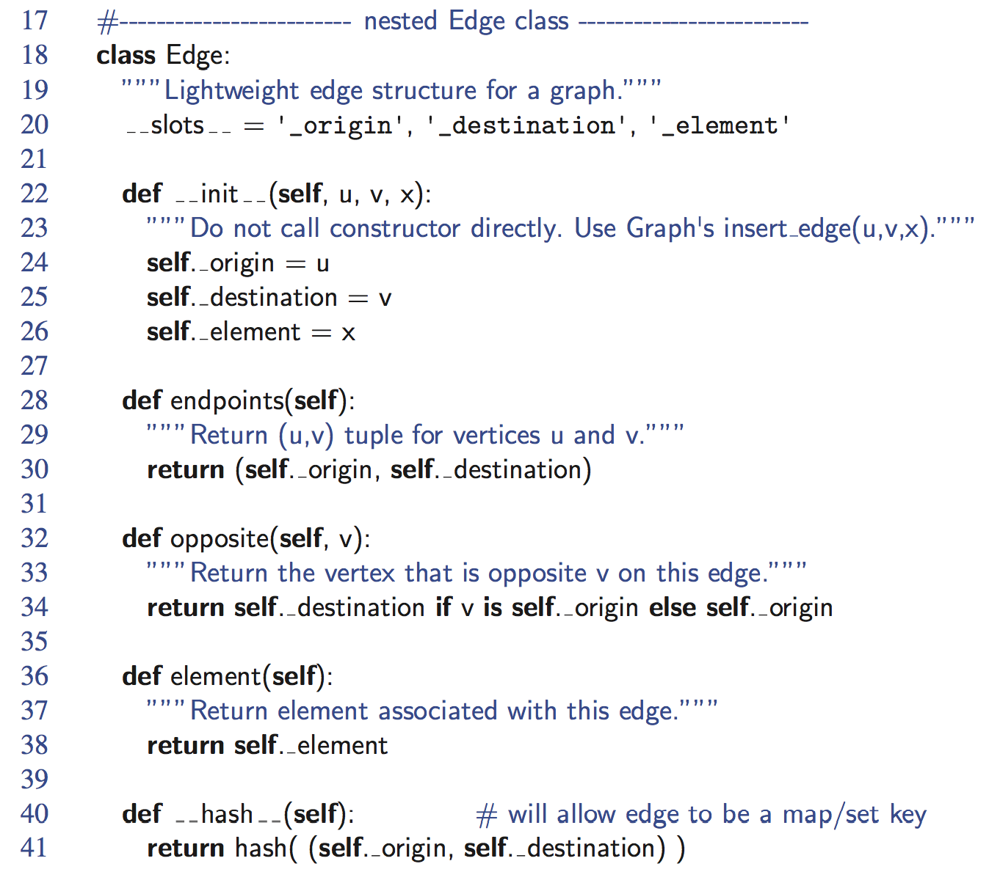 17 #------------------------- nested Edge class -------------------------
18 class Edge:
19 """Lightweight edge structure for a graph."""
20 __slots__ = '_origin', '_destination', '_element'
21
22 def __init__(self, u, v, x):
23 """Do not call constructor directly. Use Graph's insert_edge(u,v,x)."""
24 self._origin = u
25 self._destination = v
26 self._element = x
27
28 def endpoints(self):
29 """Return (u,v) tuple for vertices u and v."""
30 return (self._origin, self._destination)
31
32 def opposite(self, v):
33 """Return the vertex that is opposite v on this edge."""
34 return self._destination if v is self._origin else self._origin
35
36 def element(self):
37 """Return element associated with this edge."""
38 return self._element
39
40 def __hash__(self): # will allow edge to be a map/set key
41 return hash( (self._origin, self._destination) )